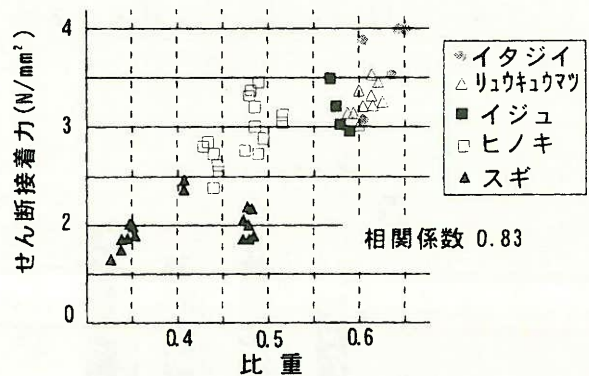 せん断接着力(N/mm²)
4
3
2
1
0
0.4
0.5
0.6
比重
イタジイ
リュウキュウマツ
イジュ
ヒノキ
スギ
相関係数 0.83